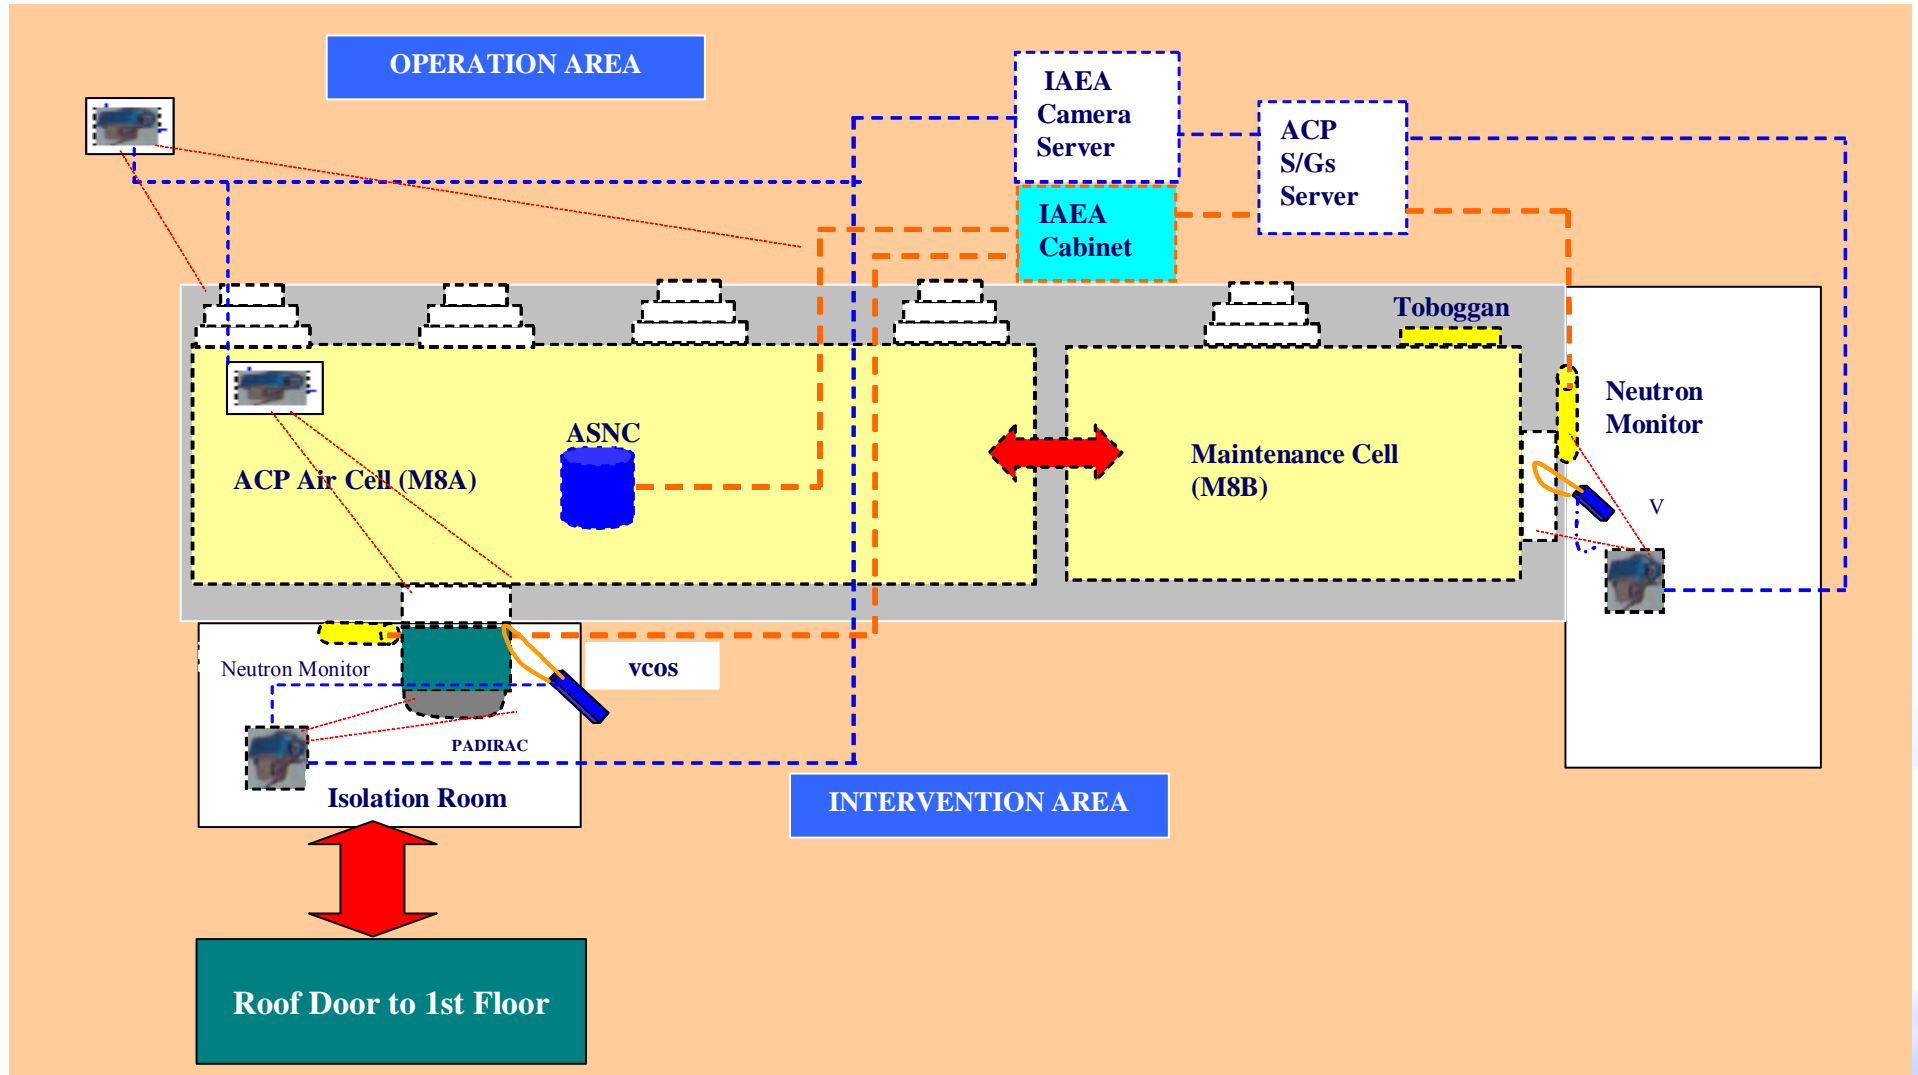 OPERATION AREA
IAEA
Camera
Server
ACP
S/Gs
Server
IAEA
Cabinet
Toboggan
Neutron
Monitor
ASNC
ACP Air Cell (M8A)
Maintenance Cell
(M8B)
V
Neutron Monitor
vcos
PADIRAC
Isolation Room
INTERVENTION AREA
Roof Door to 1st Floor